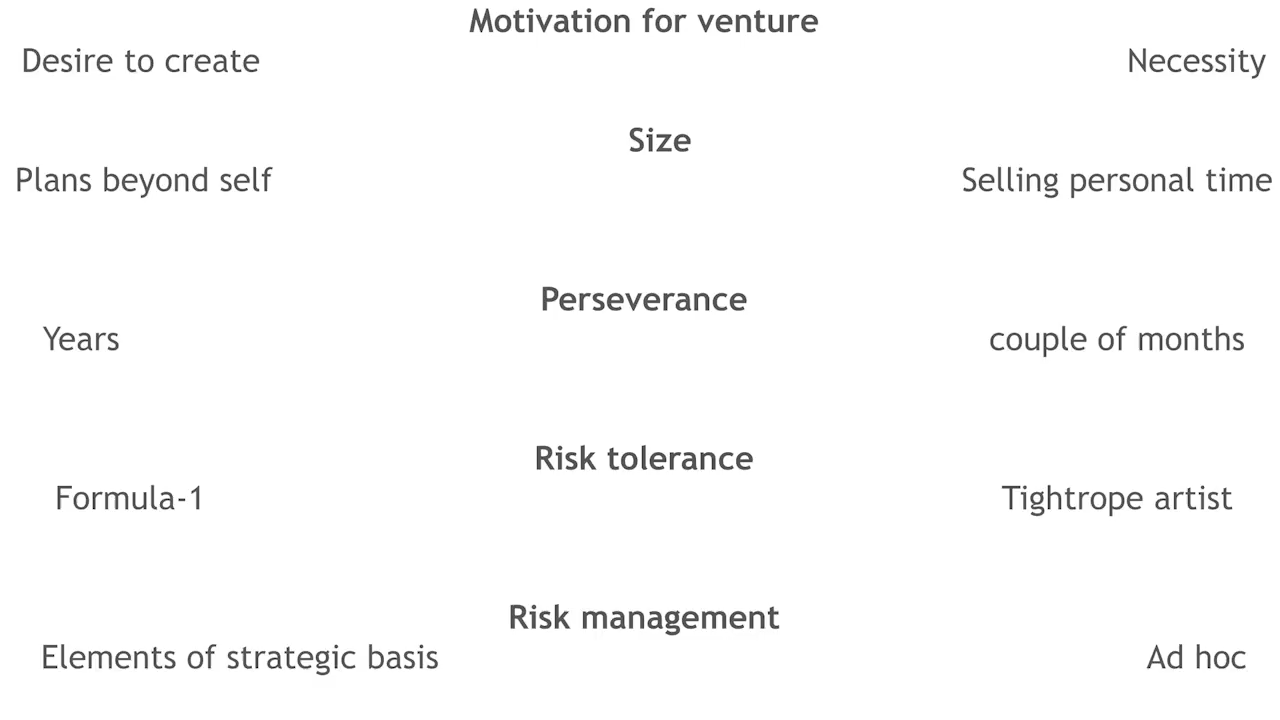 Motivation for venture
Desire to create Necessity
Size
Plans beyond self Selling personal time
Perseverance
Years couple of months
Risk tolerance
Formula-1 Tightrope artist
Risk management
Elements of strategic basis Ad hoc